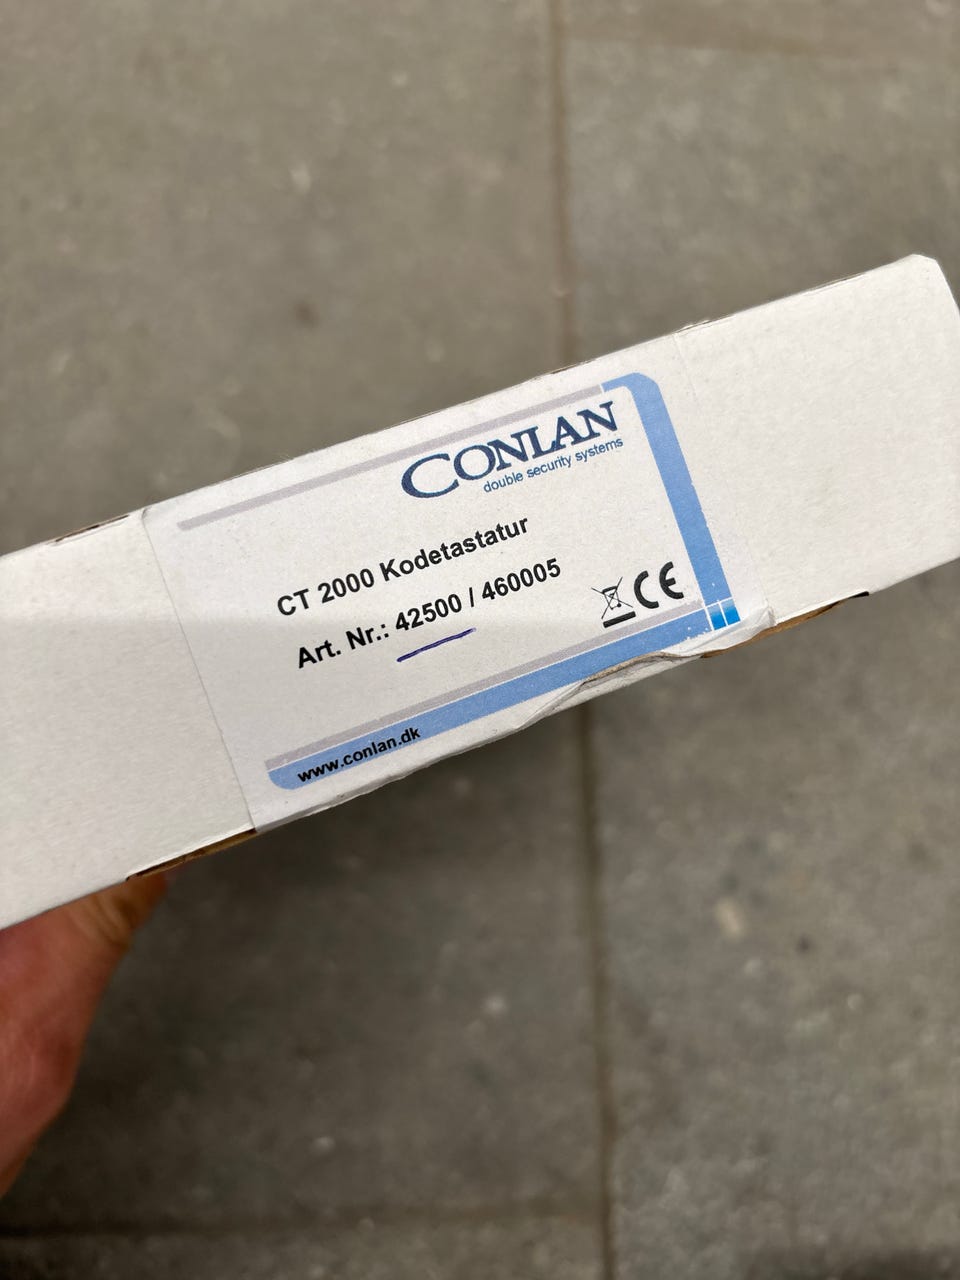 CONLAN
double security systems
CT 2000 Kodetastatur
Art. Nr.: 42500 / 460005
CE
www.conlan.dk